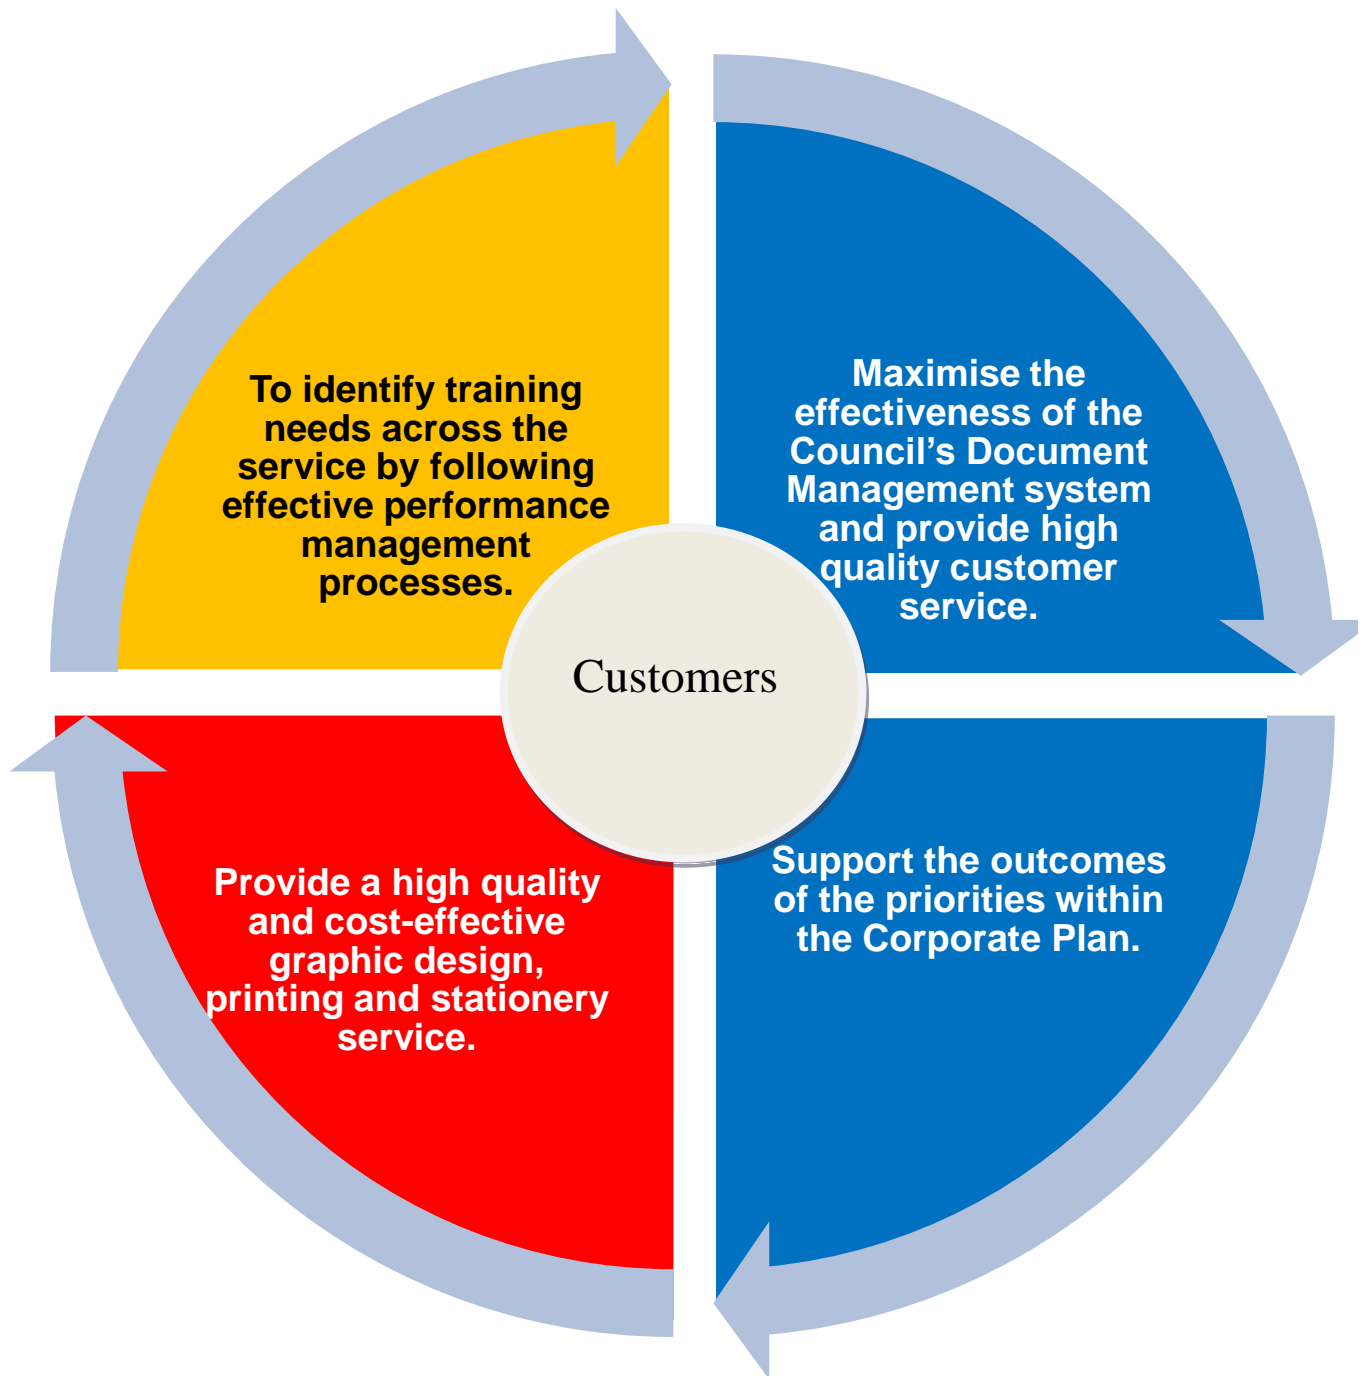 To identify training
needs across the
service by following
effective performance
management
processes.
Maximise the
effectiveness of the
Council’s Document
Management system
and provide high
quality customer
service.
Customers
Provide a high quality
and cost-effective
graphic design,
printing and stationery
service.
Support the outcomes
of the priorities within
the Corporate Plan.